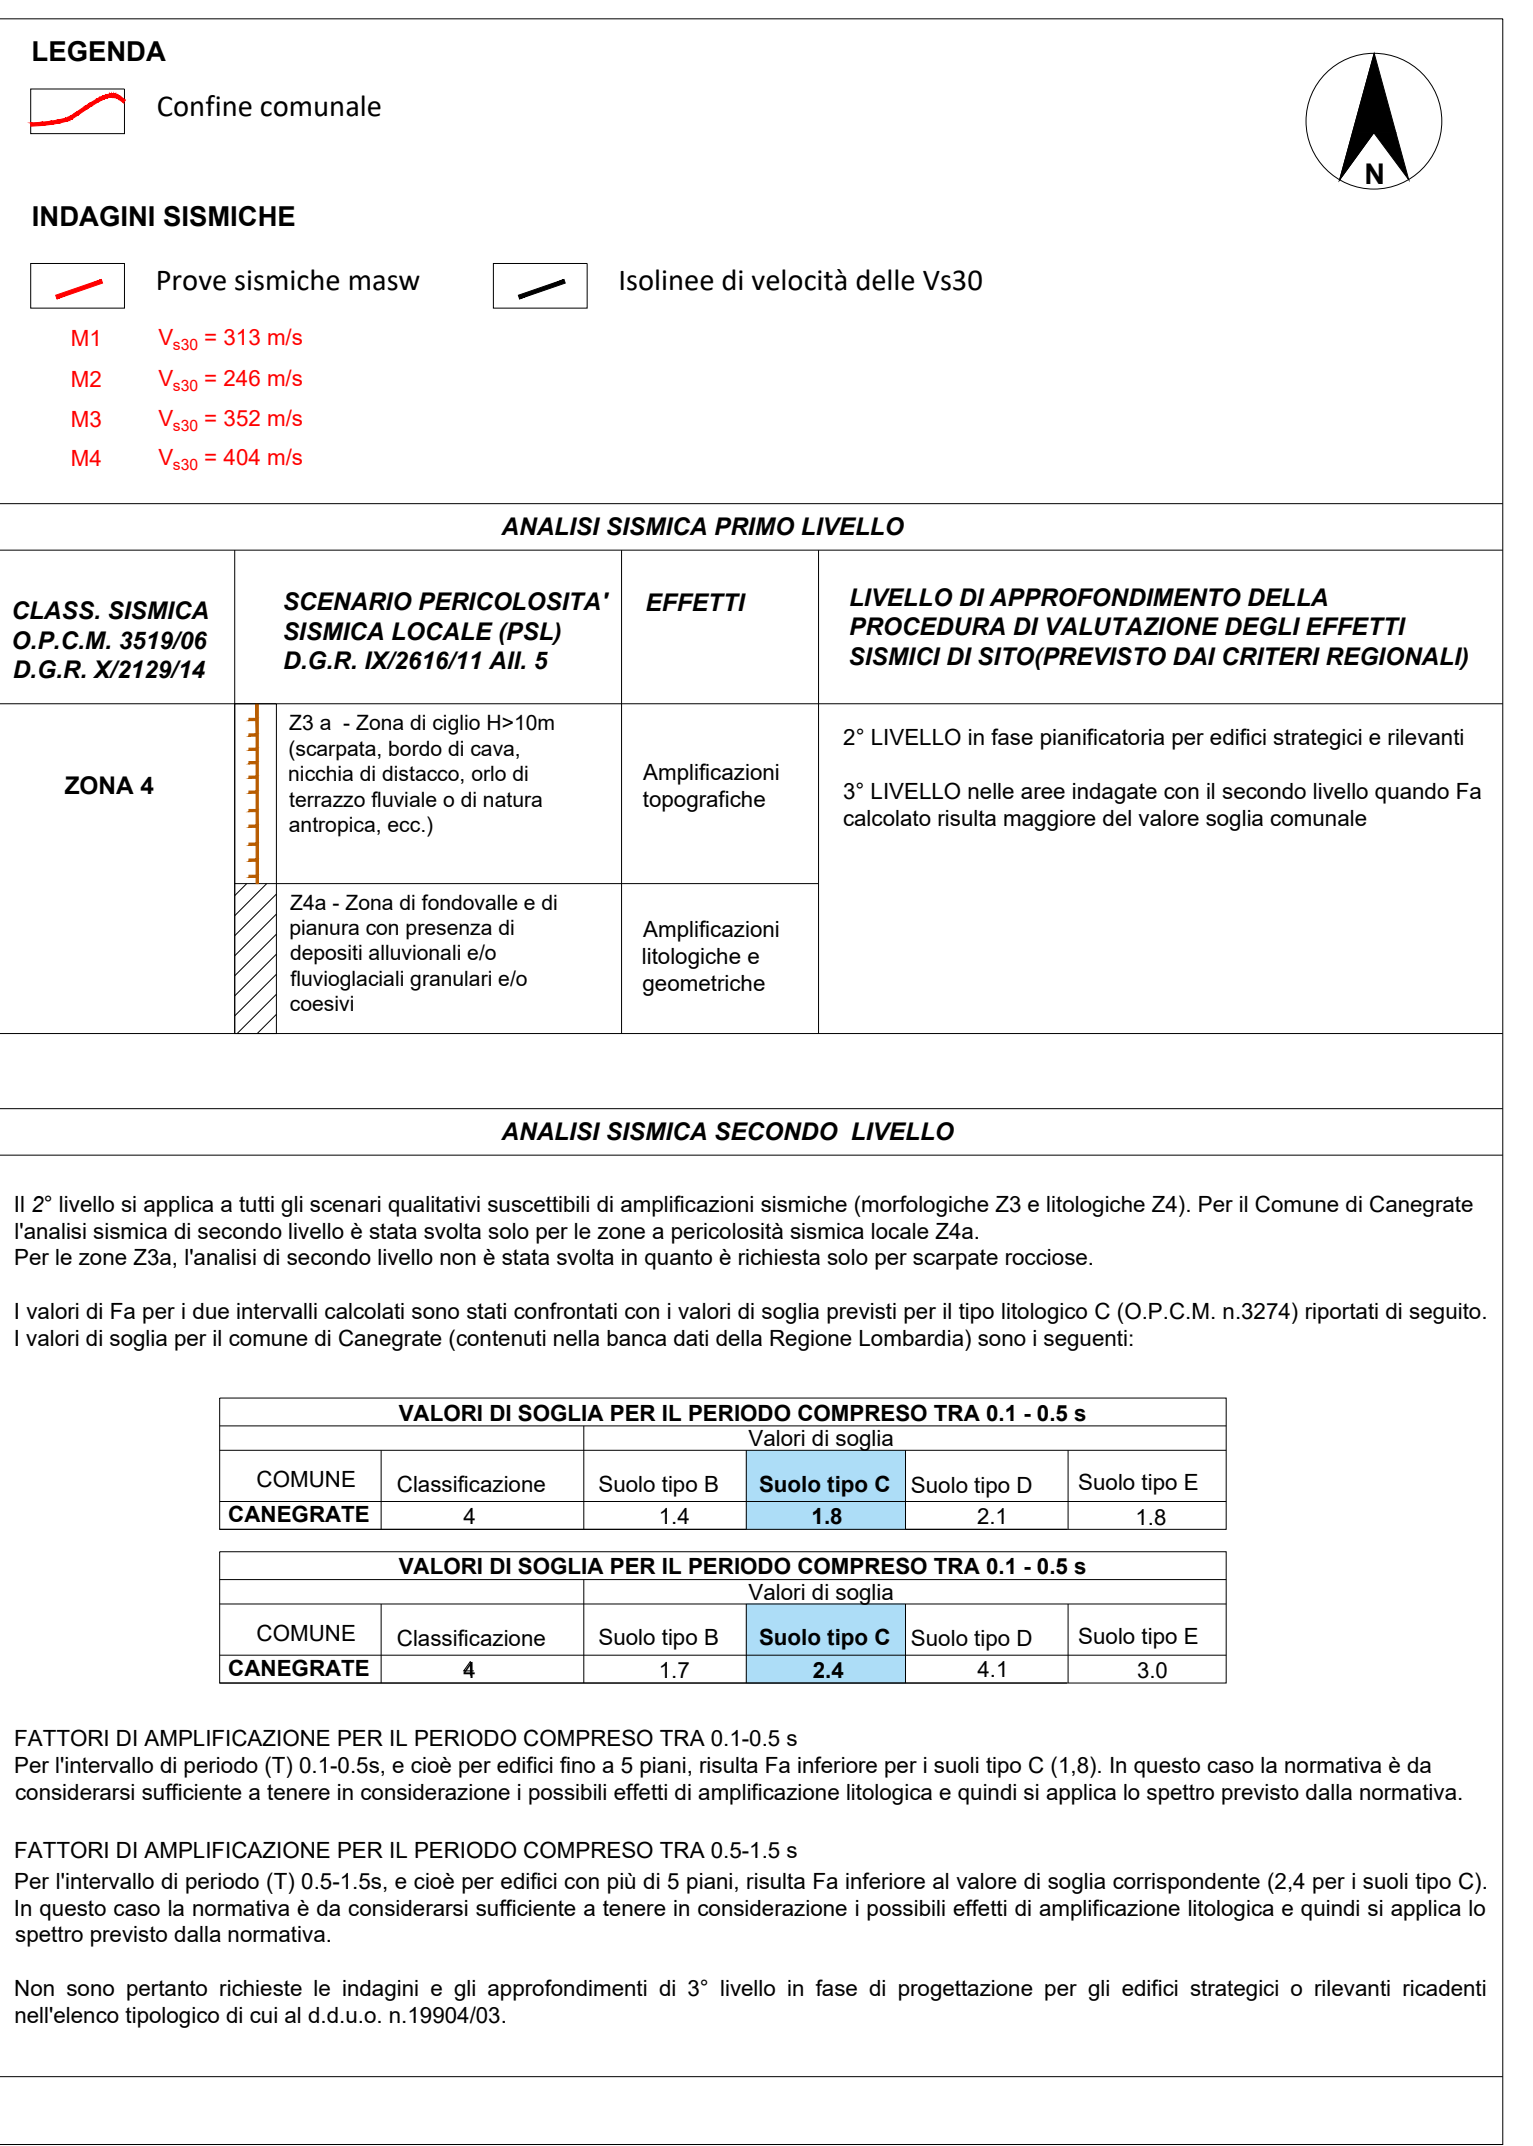 LEGENDA
Confine comunale
N
INDAGINI SISMICHE
Prove sismiche masw
Isolinee di velocità delle Vs30
M1 Vs30 = 313 m/s
M2 Vs30 = 246 m/s
M3 Vs30 = 352 m/s
M4 Vs30 = 404 m/s
ANALISI SISMICA PRIMO LIVELLO
CLASS. SISMICA
O.P.C.M. 3519/06
D.G.R. X/2129/14
SCENARIO PERICOLOSITA'
SISMICA LOCALE (PSL)
D.G.R. IX/2616/11 All. 5
EFFETTI
LIVELLO DI APPROFONDIMENTO DELLA
PROCEDURA DI VALUTAZIONE DEGLI EFFETTI
SISMICI DI SITO(PREVISTO DAI CRITERI REGIONALI)
ZONA 4
Z3 a - Zona di ciglio H>10m
(scarpata, bordo di cava,
nicchia di distacco, orlo di
terrazzo fluviale o di natura
antropica, ecc.)
Amplificazioni
topografiche
2° LIVELLO in fase pianificatoria per edifici strategici e rilevanti
3° LIVELLO nelle aree indagate con il secondo livello quando Fa
calcolato risulta maggiore del valore soglia comunale
Z4a - Zona di fondovalle e di
pianura con presenza di
depositi alluvionali e/o
fluvioglaciali granulari e/o
coesivi
Amplificazioni
litologiche e
geometriche
ANALISI SISMICA SECONDO LIVELLO
Il 2° livello si applica a tutti gli scenari qualitativi suscettibili di amplificazioni sismiche (morfologiche Z3 e litologiche Z4). Per il Comune di Canegrate
l'analisi sismica di secondo livello è stata svolta solo per le zone a pericolosità sismica locale Z4a.
Per le zone Z3a, l'analisi di secondo livello non è stata svolta in quanto è richiesta solo per scarpate rocciose.
I valori di Fa per i due intervalli calcolati sono stati confrontati con i valori di soglia previsti per il tipo litologico C (O.P.C.M. n.3274) riportati di seguito.
I valori di soglia per il comune di Canegrate (contenuti nella banca dati della Regione Lombardia) sono i seguenti:
VALORI DI SOGLIA PER IL PERIODO COMPRESO TRA 0.1 - 0.5 s
Valori di soglia
COMUNE Classificazione Suolo tipo B Suolo tipo C Suolo tipo D Suolo tipo E
CANEGRATE 4 1.4 1.8 2.1 1.8
VALORI DI SOGLIA PER IL PERIODO COMPRESO TRA 0.1 - 0.5 s
Valori di soglia
COMUNE Classificazione Suolo tipo B Suolo tipo C Suolo tipo D Suolo tipo E
CANEGRATE 4 1.7 2.4 4.1 3.0
FATTORI DI AMPLIFICAZIONE PER IL PERIODO COMPRESO TRA 0.1-0.5 s
Per l'intervallo di periodo (T) 0.1-0.5s, e cioè per edifici fino a 5 piani, risulta Fa inferiore per i suoli tipo C (1,8). In questo caso la normativa è da
considerarsi sufficiente a tenere in considerazione i possibili effetti di amplificazione litologica e quindi si applica lo spettro previsto dalla normativa.
FATTORI DI AMPLIFICAZIONE PER IL PERIODO COMPRESO TRA 0.5-1.5 s
Per l'intervallo di periodo (T) 0.5-1.5s, e cioè per edifici con più di 5 piani, risulta Fa inferiore al valore di soglia corrispondente (2,4 per i suoli tipo C).
In questo caso la normativa è da considerarsi sufficiente a tenere in considerazione i possibili effetti di amplificazione litologica e quindi si applica lo
spettro previsto dalla normativa.
Non sono pertanto richieste le indagini e gli approfondimenti di 3° livello in fase di progettazione per gli edifici strategici o rilevanti ricadenti
nell'elenco tipologico di cui al d.d.u.o. n.19904/03.